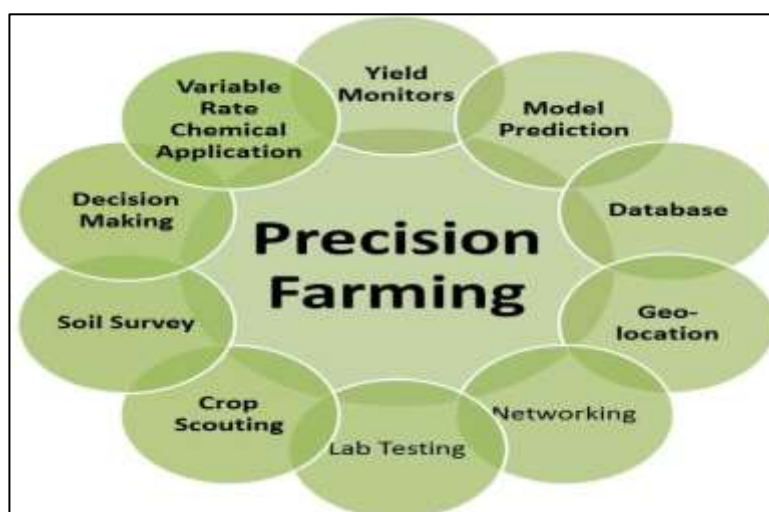 Precision
Farming
Yield
Monitors
Model
Prediction
Database
Geo-
location
Networking
Lab Testing
Crop
Scouting
Soil Survey
Decision
Making
Variable
Rate
Chemical
Application